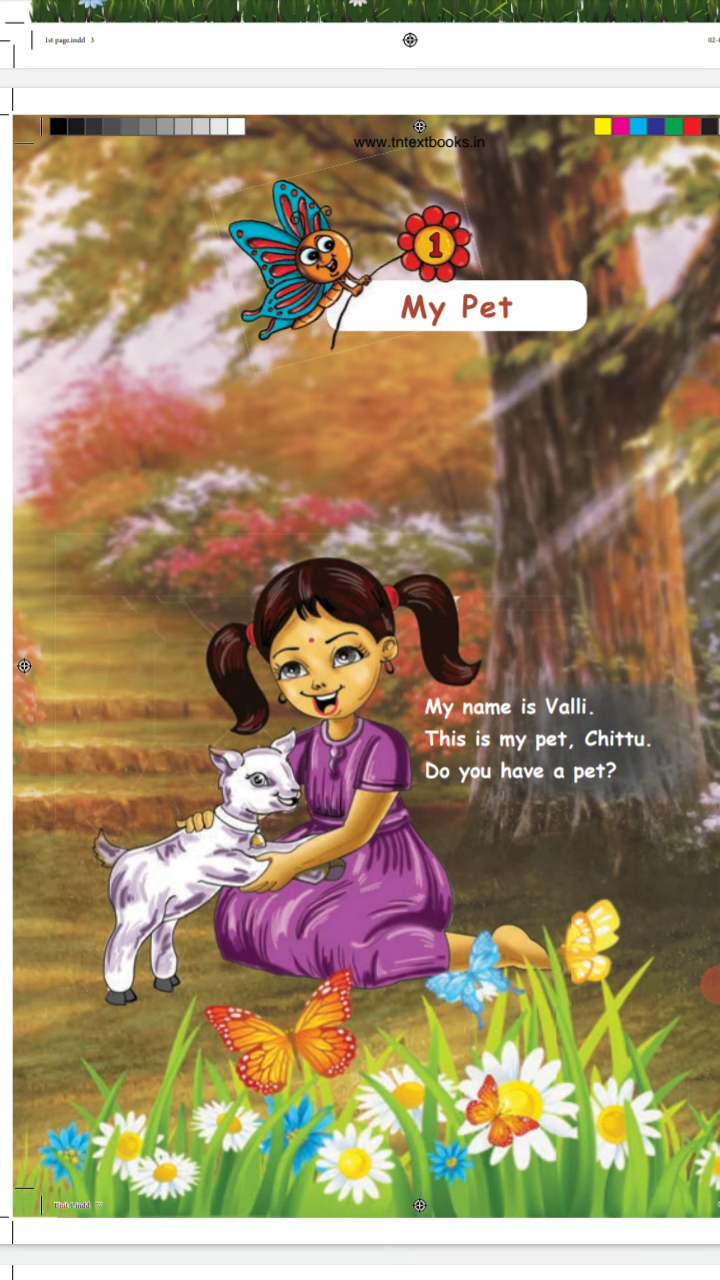 1st page.indd 3
www.tntextbooks.in
1
My Pet
My name is Valli.
This is my pet, Chittu.
Do you have a pet?